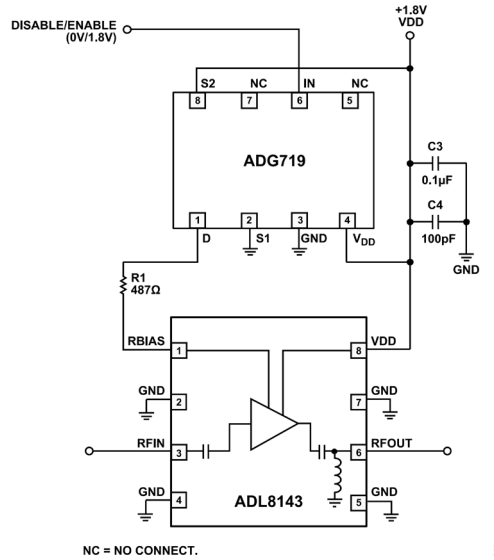 +1.8V
VDD
DISABLE/ENABLE
(0V/1.8V)
S2
NC
IN
NC
8
7
6
5
ADG719
C3
0.1µF
C4
100pF
GND
1
2
3
4
D
S1
GND
VDD
R1
487Ω
RBIAS
1
8
VDD
GND
2
7
GND
RFIN
3
6
RFOUT
GND
4
5
GND
ADL8143
NC = NO CONNECT.